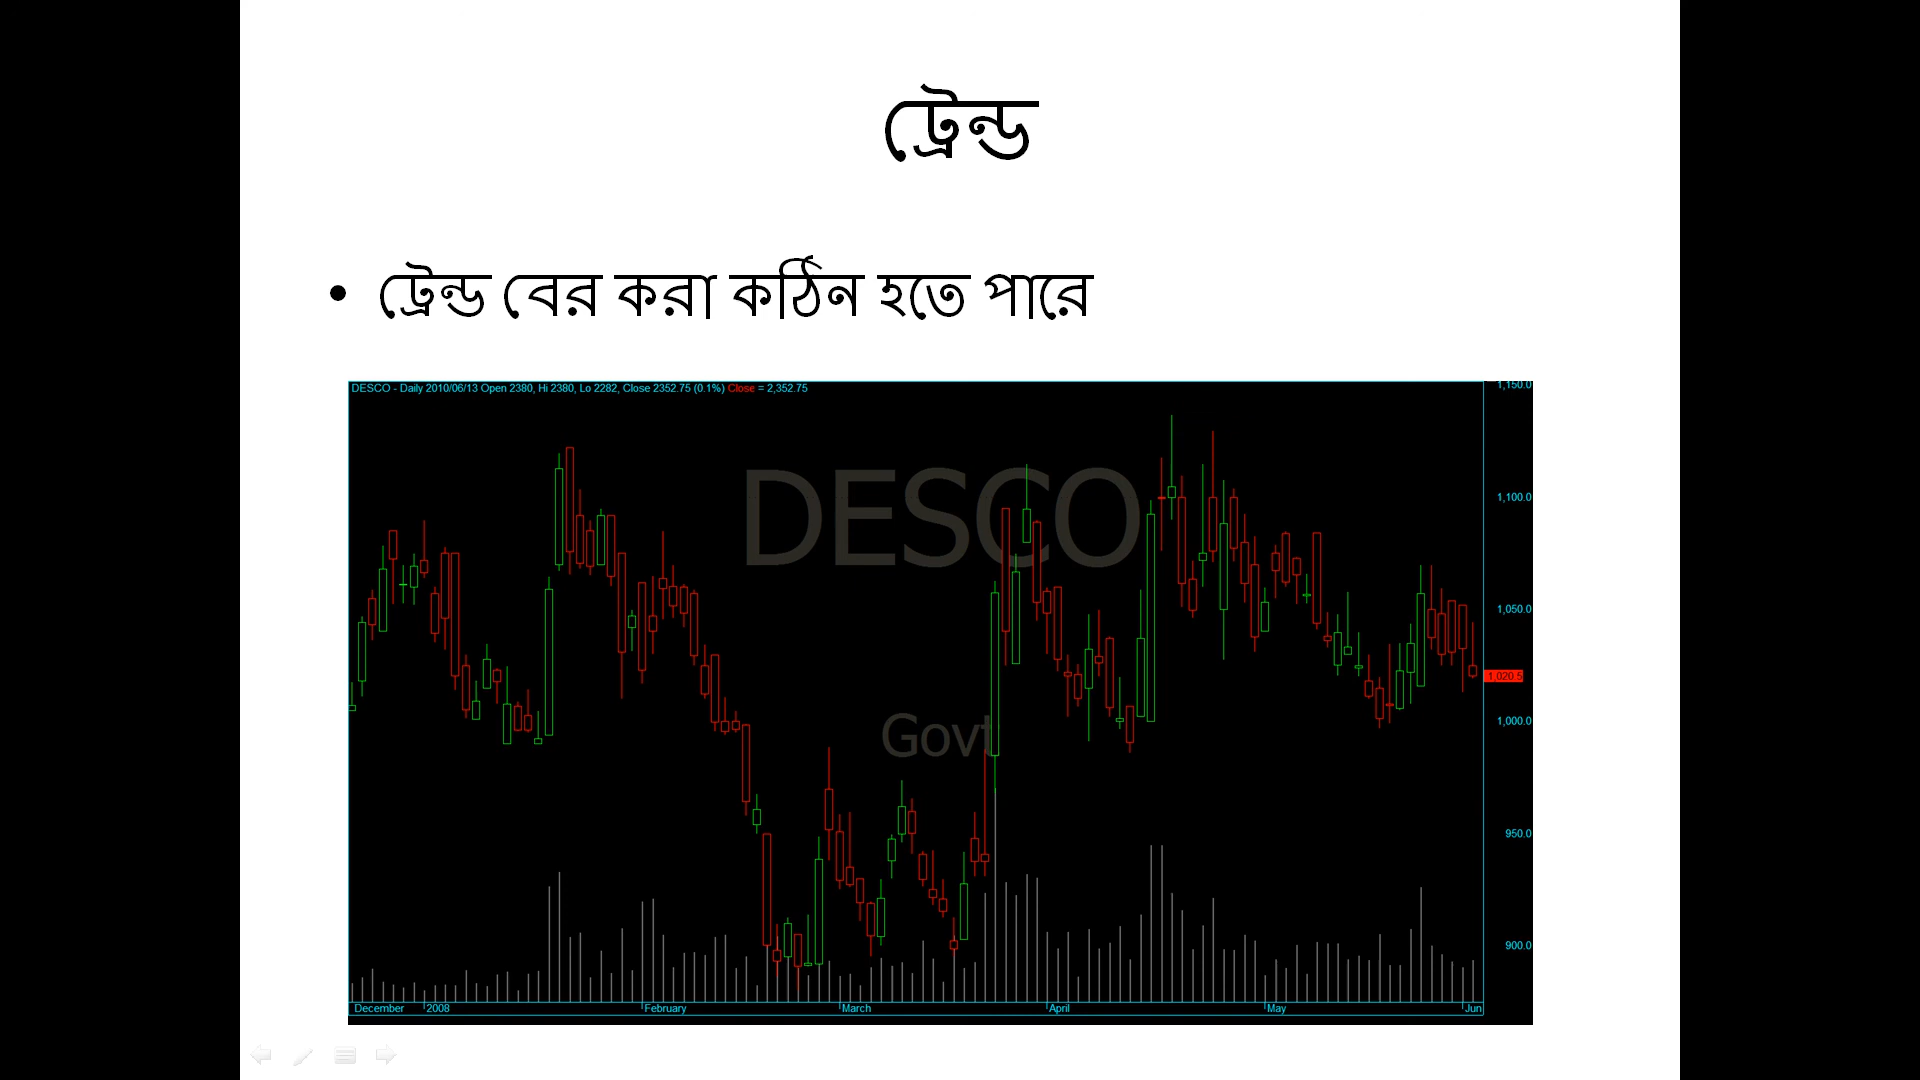 ট্রেন্ড
• ট্রেন্ড বের করা কঠিন হতে পারে
DESCO - Daily 2010/06/13 Open 2380, Hi 2380, Lo 2282, Close 2352.75 (0.1%) Close = 2,352.75
DESCO
Govt
1,150.0
1,100.0
1,050.0
1,020.5
1,000.0
950.0
900.0
December 2008 February March April May Jun